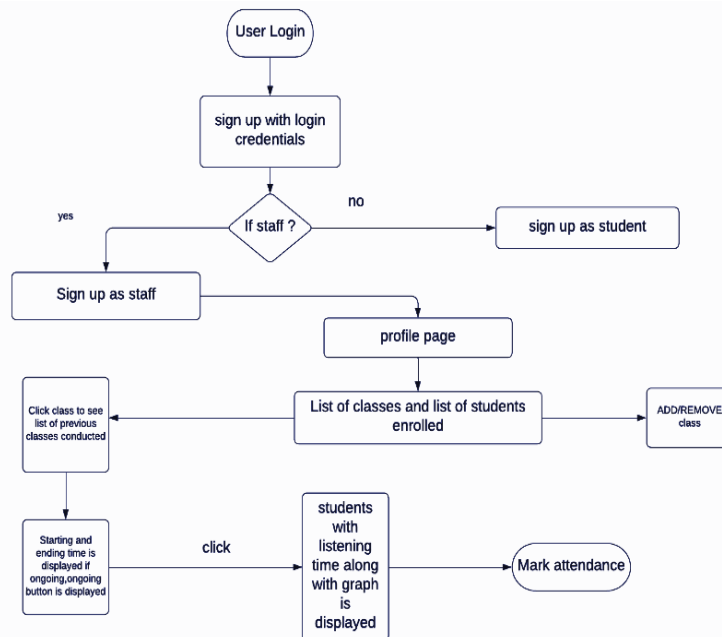 User Login
sign up with login
credentials
If staff ?
no
yes
sign up as student
Sign up as staff
profile page
List of classes and list of students
enrolled
Click class to see
list of previous
classes conducted
ADD/REMOVE
class
Starting and
ending time is
displayed if
ongoing,ongoing
button is displayed
click
students
with
listening
time along
with graph
is
displayed
Mark attendance